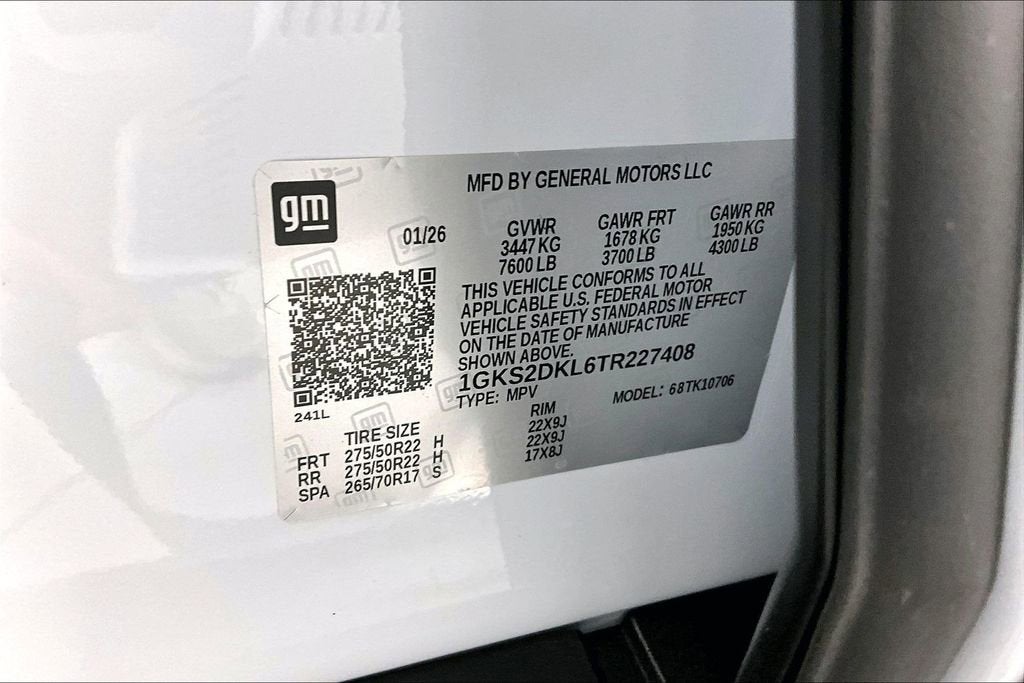 gm
MFD BY GENERAL MOTORS LLC
01/26
GVWR GAWR FRT GAWR RR
3447 KG 1678 KG 1950 KG
7600 LB 3700 LB 4300 LB
THIS VEHICLE CONFORMS TO ALL
APPLICABLE U.S. FEDERAL MOTOR
VEHICLE SAFETY STANDARDS IN EFFECT
ON THE DATE OF MANUFACTURE
SHOWN ABOVE.
1GKS2DKL6TR227408
TYPE: MPV MODEL: 68TK10706
241L
TIRE SIZE RIM
FRT 275/50R22 H 22X9J
RR 275/50R22 H 22X9J
SPA 265/70R17 S 17X8J